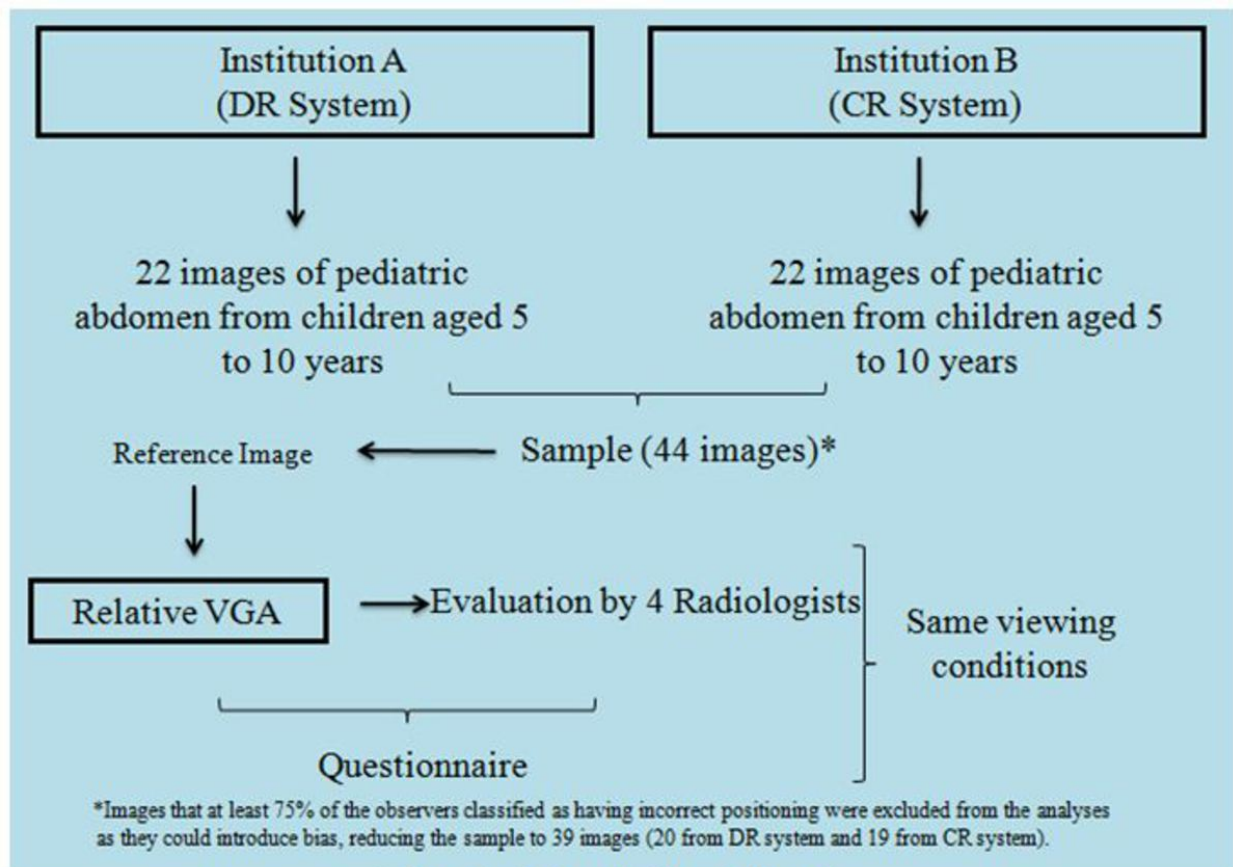 Institution A
(DR System)
Institution B
(CR System)
22 images of pediatric
abdomen from children aged 5
to 10 years
22 images of pediatric
abdomen from children aged 5
to 10 years
Reference Image
Sample (44 images)*
Relative VGA
Evaluation by 4 Radiologists
Same viewing
conditions
Questionnaire
*Images that at least 75% of the observers classified as having incorrect positioning were excluded from the analyses
as they could introduce bias, reducing the sample to 39 images (20 from DR system and 19 from CR system).